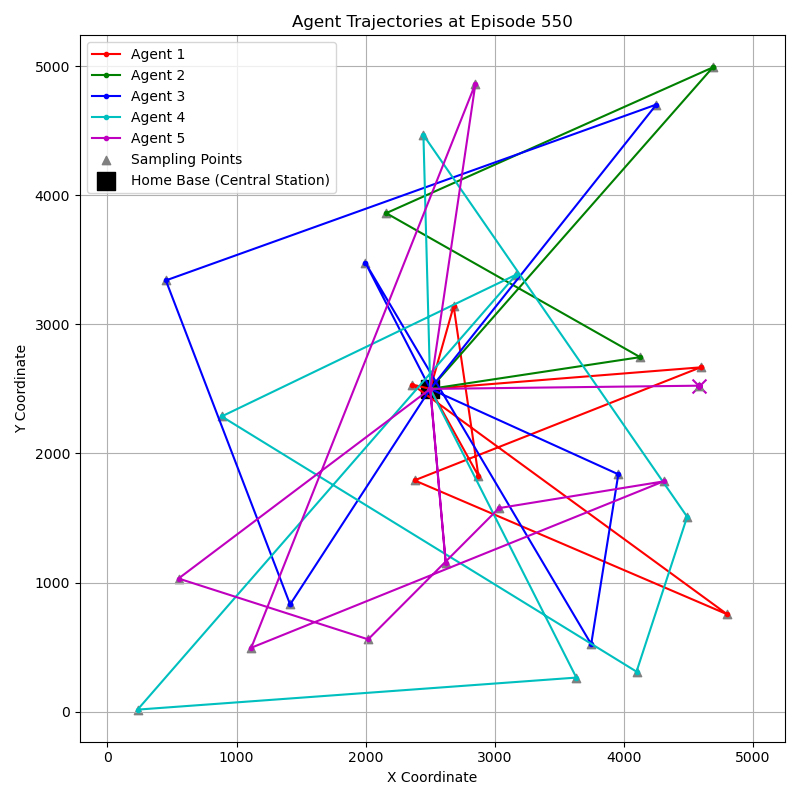 Agent Trajectories at Episode 550
Agent 1
Agent 2
Agent 3
Agent 4
Agent 5
Sampling Points
Home Base (Central Station)
Y Coordinate
5000
4000
3000
2000
1000
0
0 1000 2000 3000 4000 5000
X Coordinate